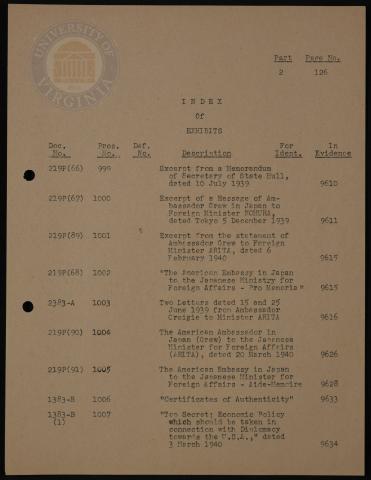 UNIVERSITY OF VIRGINIA
Part Page No.
2 126
I N D E X
Of
EXHIBITS
Doc. Pros. Def. For In
No. No. No. Description Ident. Evidence
219P(66) 999 Excerpt from a Memorandum
of Secretary of State Hull,
dated 10 July 1939 9610
219P(67) 1000 Excerpt of a Message of Am-
bassador Grew in Japan to
Foreign Minister NOMURA,
dated Tokyo 5 December 1939 9611
219P(89) 1001 Excerpt from the statement of
Ambassador Grew to Foreign
Minister ARITA, dated 6
February 1940 9615
219P(68) 1002 "The American Embassy in Japan
to the Japanese Ministry for
Foreign Affairs - Pro Memoria" 9615
2383-A 1003 Two Letters dated 15 and 25
June 1939 from Ambassador
Craigie to Minister ARITA 9616
219P(90) 1004 The American Ambassador in
Japan (Grew) to the Japanese
Minister for Foreign Affairs
(ARITA), dated 20 March 1940 9626
219P(91) 1005 The American Embassy in Japan
to the Japanese Minister for
Foreign Affairs - Aide-Memoire 9628
1383-B 1006 "Certificates of Authenticity" 9633
1383-B 1007 "Top Secret; Economic Policy
(1) which should be taken in
connection with Diplomacy
towards the U.S.A.," dated
3 March 1940 9634